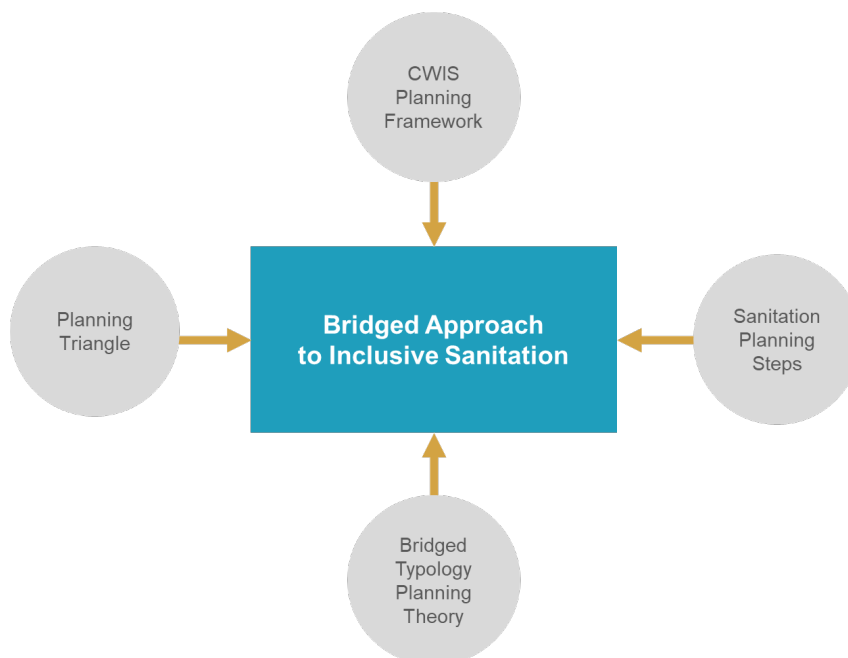 CWIS
Planning
Framework
Planning
Triangle
Bridged Approach
to Inclusive Sanitation
Sanitation
Planning
Steps
Bridged
Typology
Planning
Theory